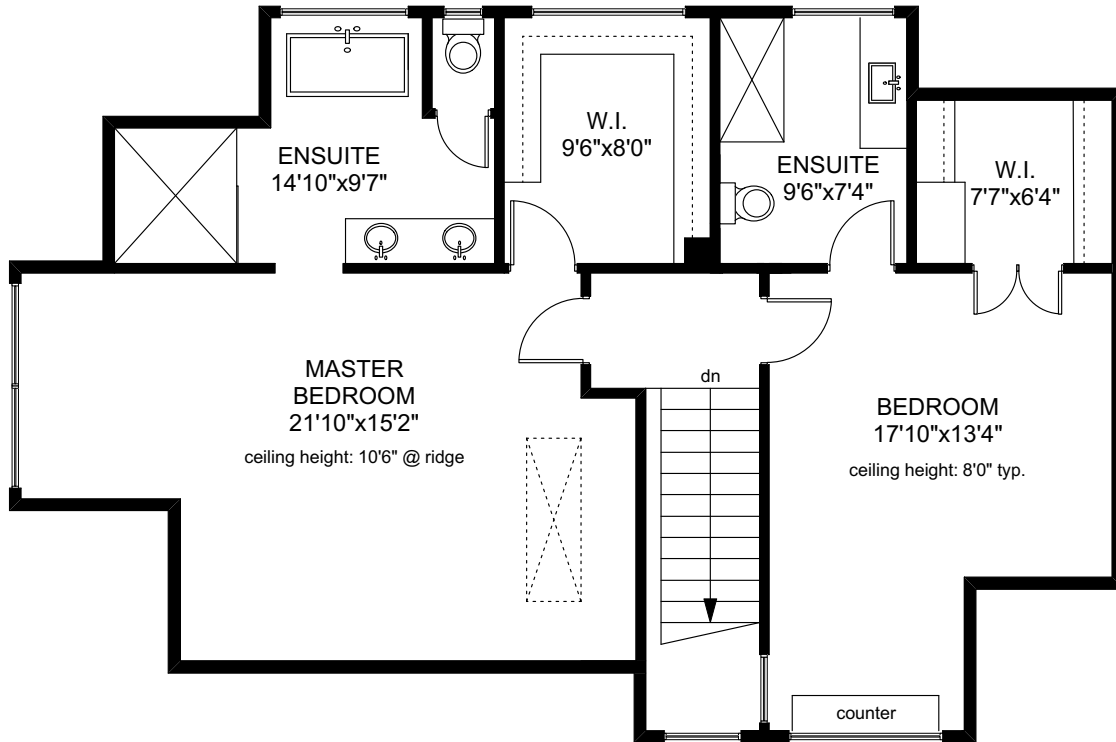 ENSUITE
14'10"x9'7"
W.I.
9'6"x8'0"
ENSUITE
9'6"x7'4"
W.I.
7'7"x6'4"
MASTER
BEDROOM
21'10"x15'2"
ceiling height: 10'6" @ ridge
dn
BEDROOM
17'10"x13'4"
ceiling height: 8'0" typ.
counter